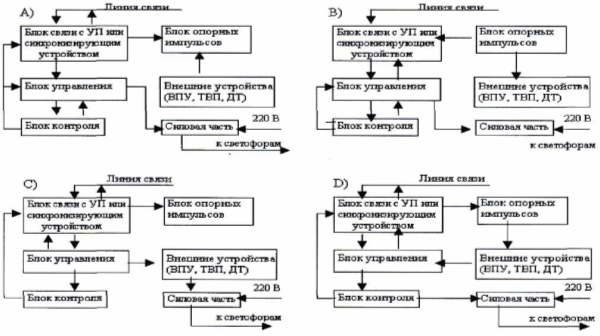 A)
Линия связи
Блок связи с УП или
синхронизирующим
устройством
Блок опорных
импульсов
Блок управления
Внешние устройства
(ВПУ, ТВП, ДТ)
Блок контроля
Силовая часть
220 В
к светофорам
B)
Линия связи
Блок связи с УП или
синхронизирующим
устройством
Блок опорных
импульсов
Блок управления
Внешние устройства
(ВПУ, ТВП, ДТ)
Блок контроля
Силовая часть
220 В
к светофорам
C)
Линия связи
Блок связи с УП или
синхронизирующим
устройством
Блок опорных
импульсов
Блок управления
Внешние устройства
(ВПУ, ТВП, ДТ)
Блок контроля
Силовая часть
220 В
к светофорам
D)
Линия связи
Блок связи с УП или
синхронизирующим
устройством
Блок опорных
импульсов
Блок управления
Внешние устройства
(ВПУ, ТВП, ДТ)
Блок контроля
Силовая часть
220 В
к светофорам